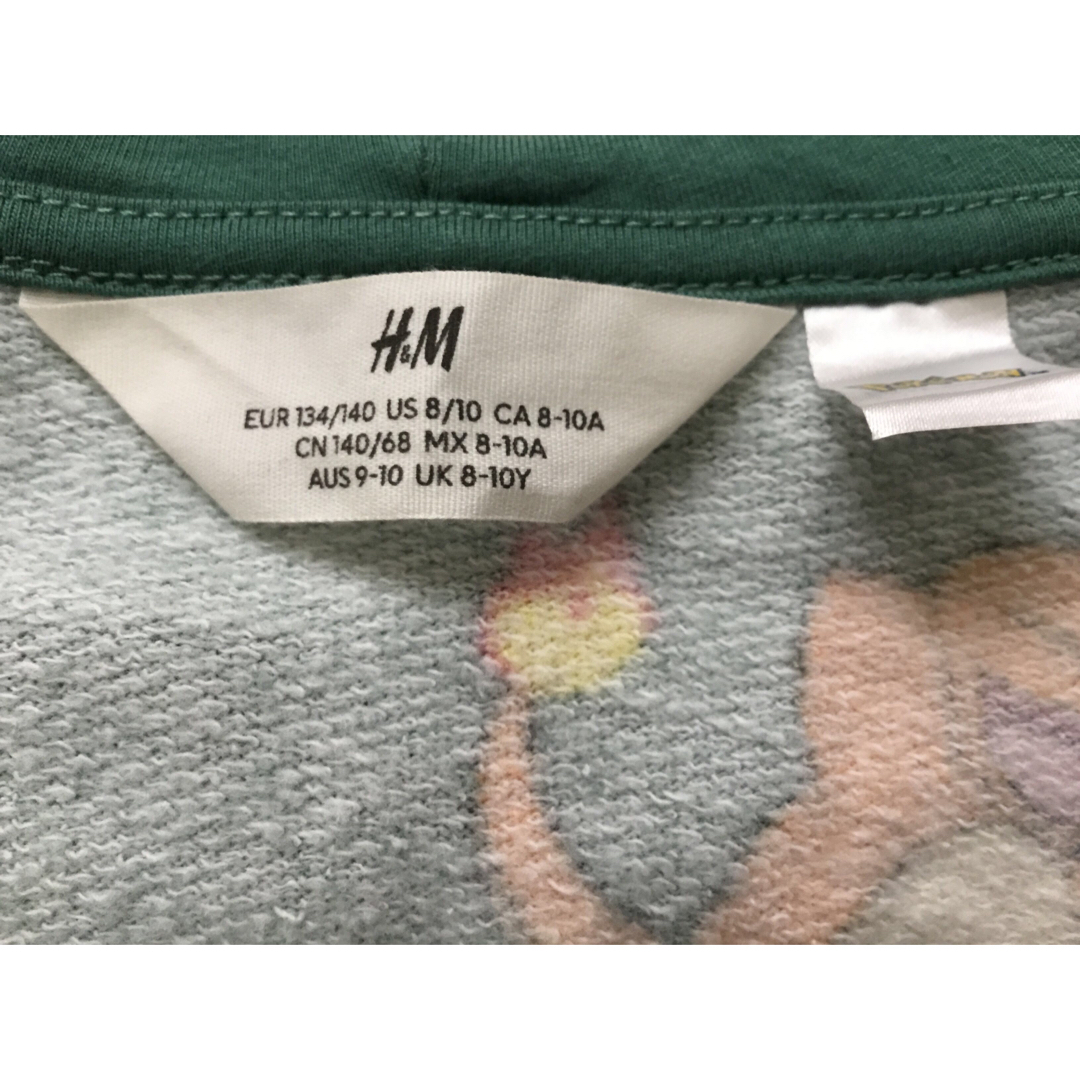 H&M
EUR 134/140 US 8/10 CA 8-10A
CN 140/68 MX 8-10A
AUS 9-10 UK 8-10Y